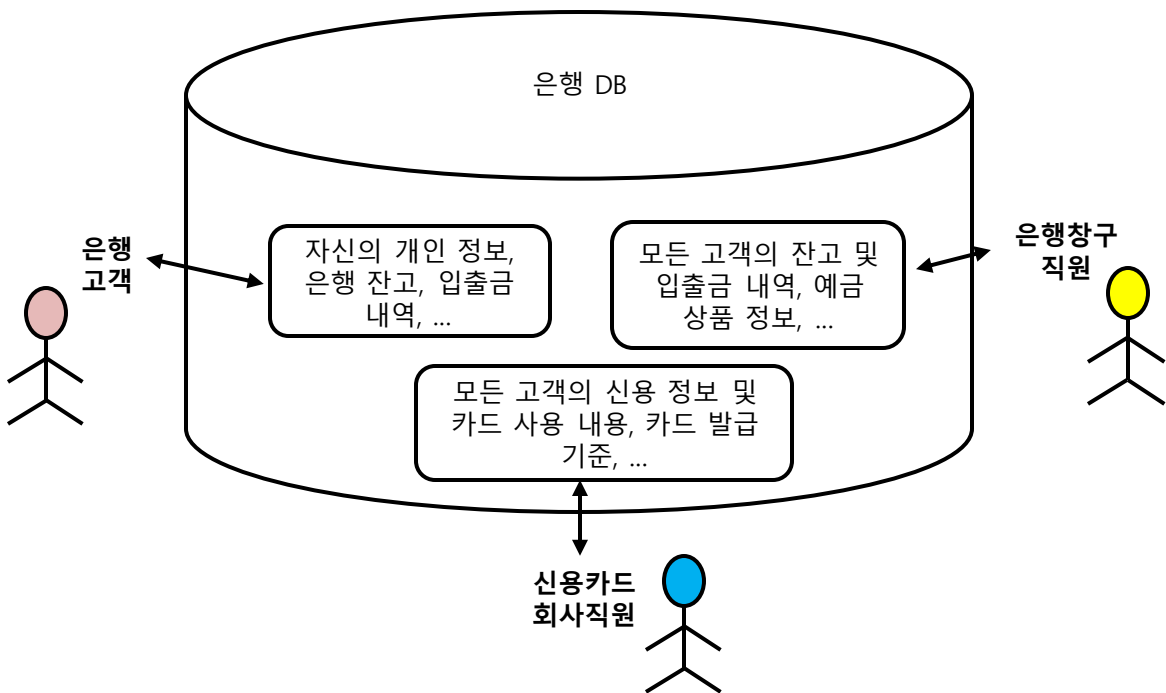 은행 DB
은행
고객
자신의 개인 정보,
은행 잔고, 입출금
내역, ...
모든 고객의 잔고 및
입출금 내역, 예금
상품 정보, ...
은행창구
직원
모든 고객의 신용 정보 및
카드 사용 내용, 카드 발급
기준, ...
신용카드
회사직원